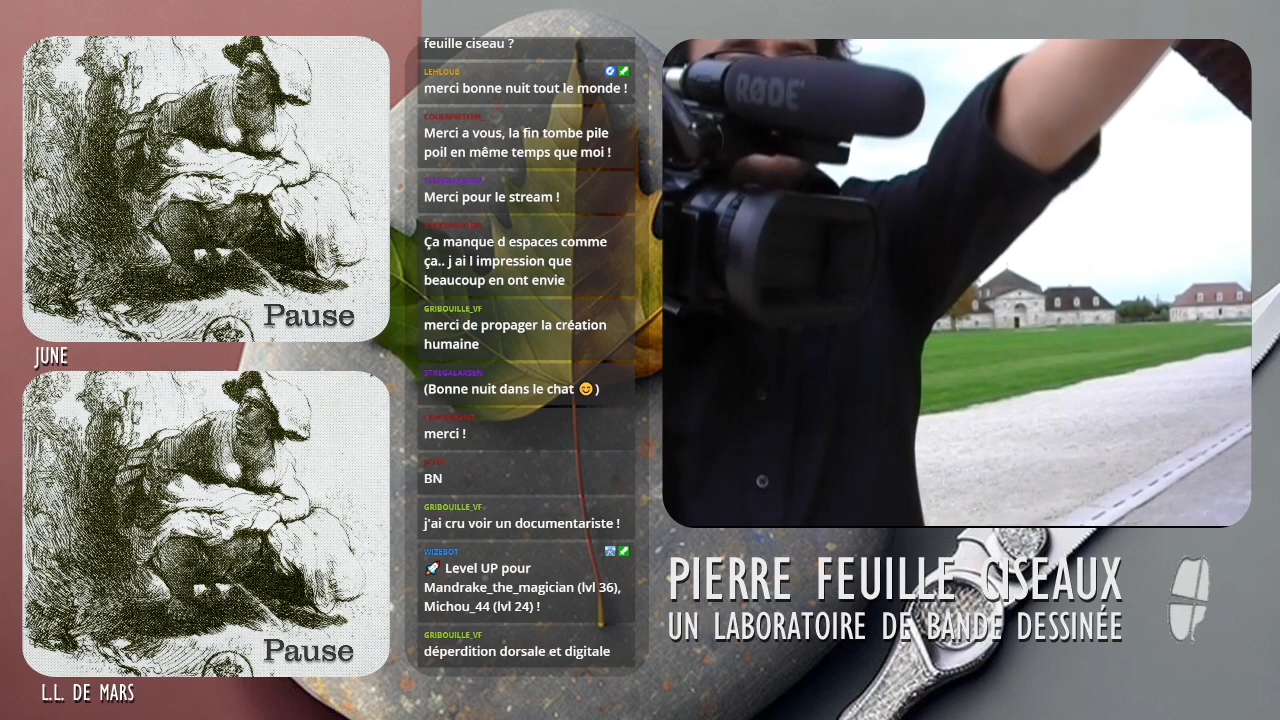 Pause
JUNE
Pause
L.L. DE MARS
feuille ciseau ?
LEHLOUB
merci bonne nuit tout le monde !
Merci a vous, la fin tombe pile
poil en même temps que moi !
Merci pour le stream !
Ça manque d espaces comme
ça.. j ai l impression que
beaucoup en ont envie
GRIBOUILLE_VF
merci de propager la création
humaine
STREGALARSEN
(Bonne nuit dans le chat 😊)
merci !
BN
GRIBOUILLE_VF
j'ai cru voir un documentariste !
WIZEBOT
🚀 Level UP pour
Mandrake_the_magician (lvl 36),
Michou_44 (lvl 24) !
GRIBOUILLE_VF
déperdition dorsale et digitale
RØDE
PIERRE FEUILLE CISEAUX
UN LABORATOIRE DE BANDE DESSINÉE